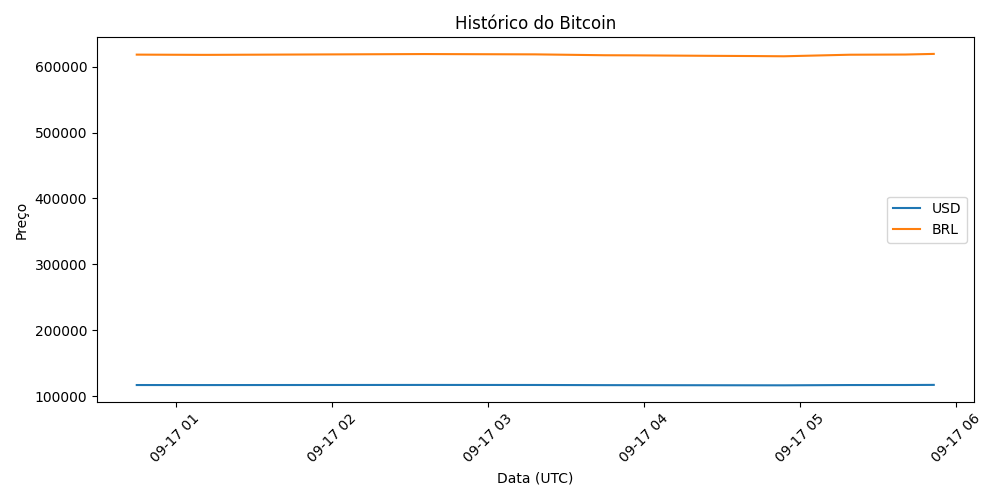 Histórico do Bitcoin
Preço
600000
500000
400000
300000
200000
100000
USD
BRL
09-17 01
09-17 02
09-17 03
09-17 04
09-17 05
09-17 06
Data (UTC)